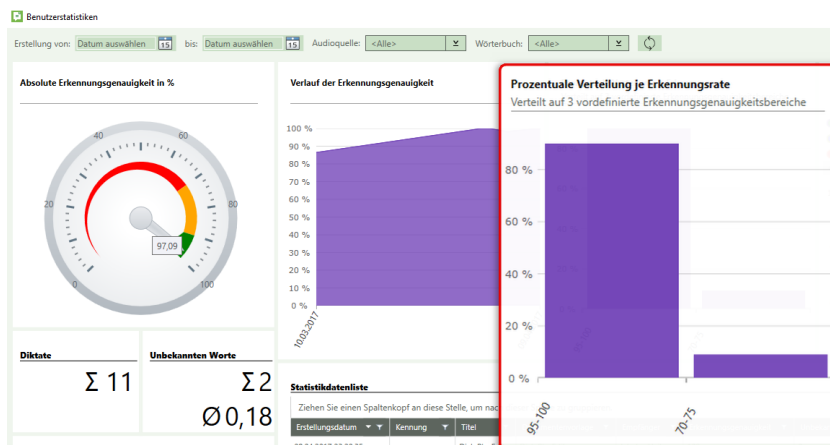 Benutzerstatistiken
Erstellung von: Datum auswählen 15 bis: Datum auswählen 15 Audioquelle: <Alle> Wörterbuch: <Alle>
Absolute Erkennungsgenauigkeit in %
0
20
40
60
80
100
97,09
Verlauf der Erkennungsgenauigkeit
100 %
90 %
80 %
70 %
60 %
50 %
40 %
30 %
20 %
10 %
0 %
10.03.2017
Prozentuale Verteilung je Erkennungsrate
Verteilt auf 3 vordefinierte Erkennungsgenauigkeitsbereiche
80 %
60 %
40 %
20 %
0 %
95-100
70-75
Diktate
Σ 11
Unbekannten Worte
Σ 2
Ø 0,18
Statistikdatenliste
Ziehen Sie einen Spaltenkopf an diese Stelle, um nac
Erstellungsdatum Kennung Titel